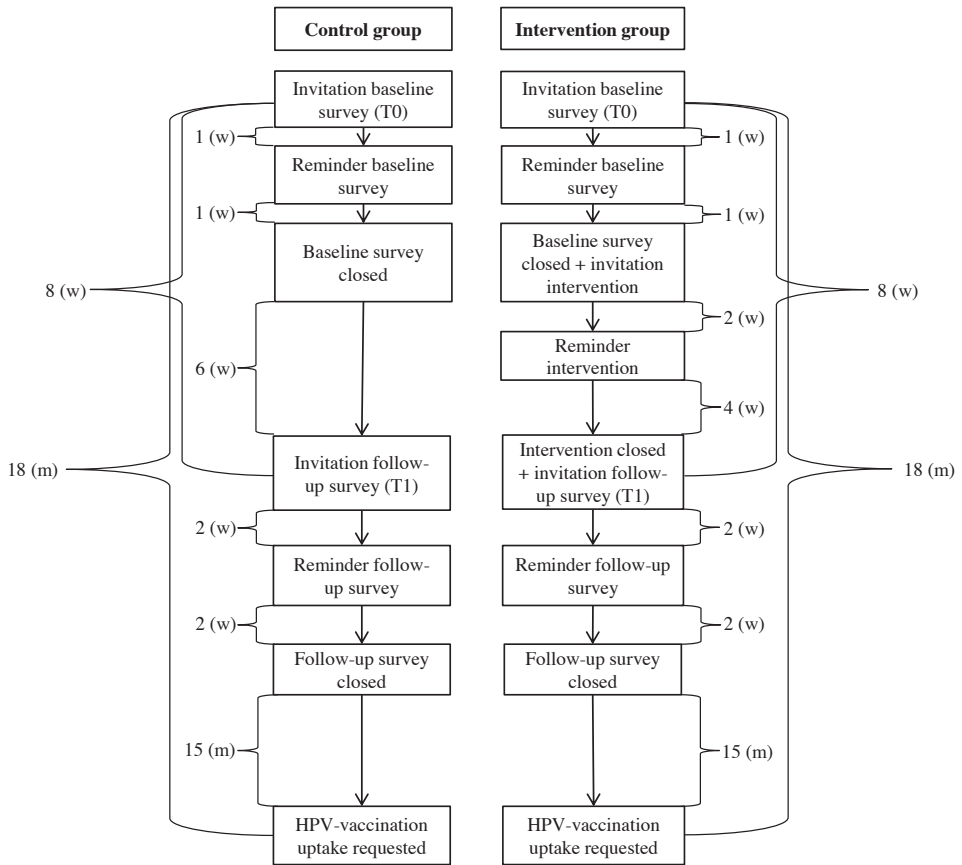 Control group
Intervention group
Invitation baseline
survey (T0)
Invitation baseline
survey (T0)
1 (w)
1 (w)
Reminder baseline
survey
Reminder baseline
survey
1 (w)
1 (w)
Baseline survey
closed
Baseline survey
closed + invitation
intervention
8 (w)
8 (w)
2 (w)
Reminder
intervention
6 (w)
4 (w)
Invitation follow-
up survey (T1)
Intervention closed
+ invitation follow-
up survey (T1)
18 (m)
18 (m)
2 (w)
2 (w)
Reminder follow-
up survey
Reminder follow-up
survey
2 (w)
2 (w)
Follow-up survey
closed
Follow-up survey
closed
15 (m)
15 (m)
HPV-vaccination
uptake requested
HPV-vaccination
uptake requested